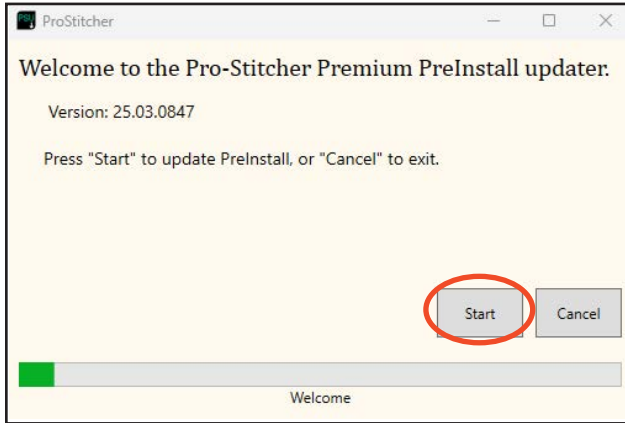 PSU
ProStitcher
Welcome to the Pro-Stitcher Premium PreInstall updater.
Version: 25.03.0847
Press "Start" to update PreInstall, or "Cancel" to exit.
Start
Cancel
Welcome